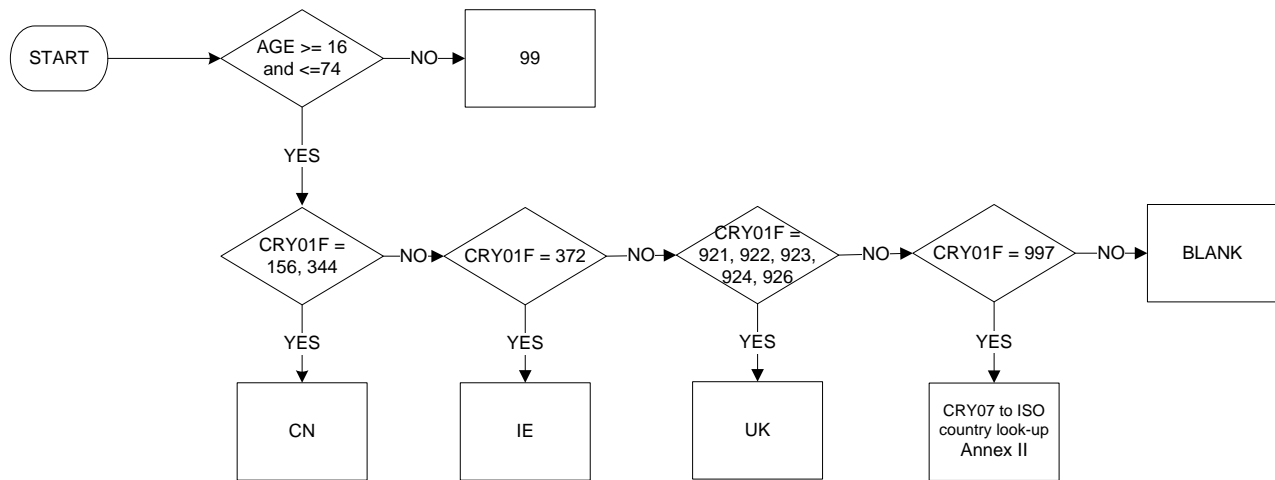 START
AGE >= 16
and <=74
NO
99
YES
CRY01F =
156, 344
NO
CRY01F = 372
NO
CRY01F =
921, 922, 923,
924, 926
NO
CRY01F = 997
NO
BLANK
YES
YES
YES
YES
CN
IE
UK
CRY07 to ISO
country look-up
Annex II